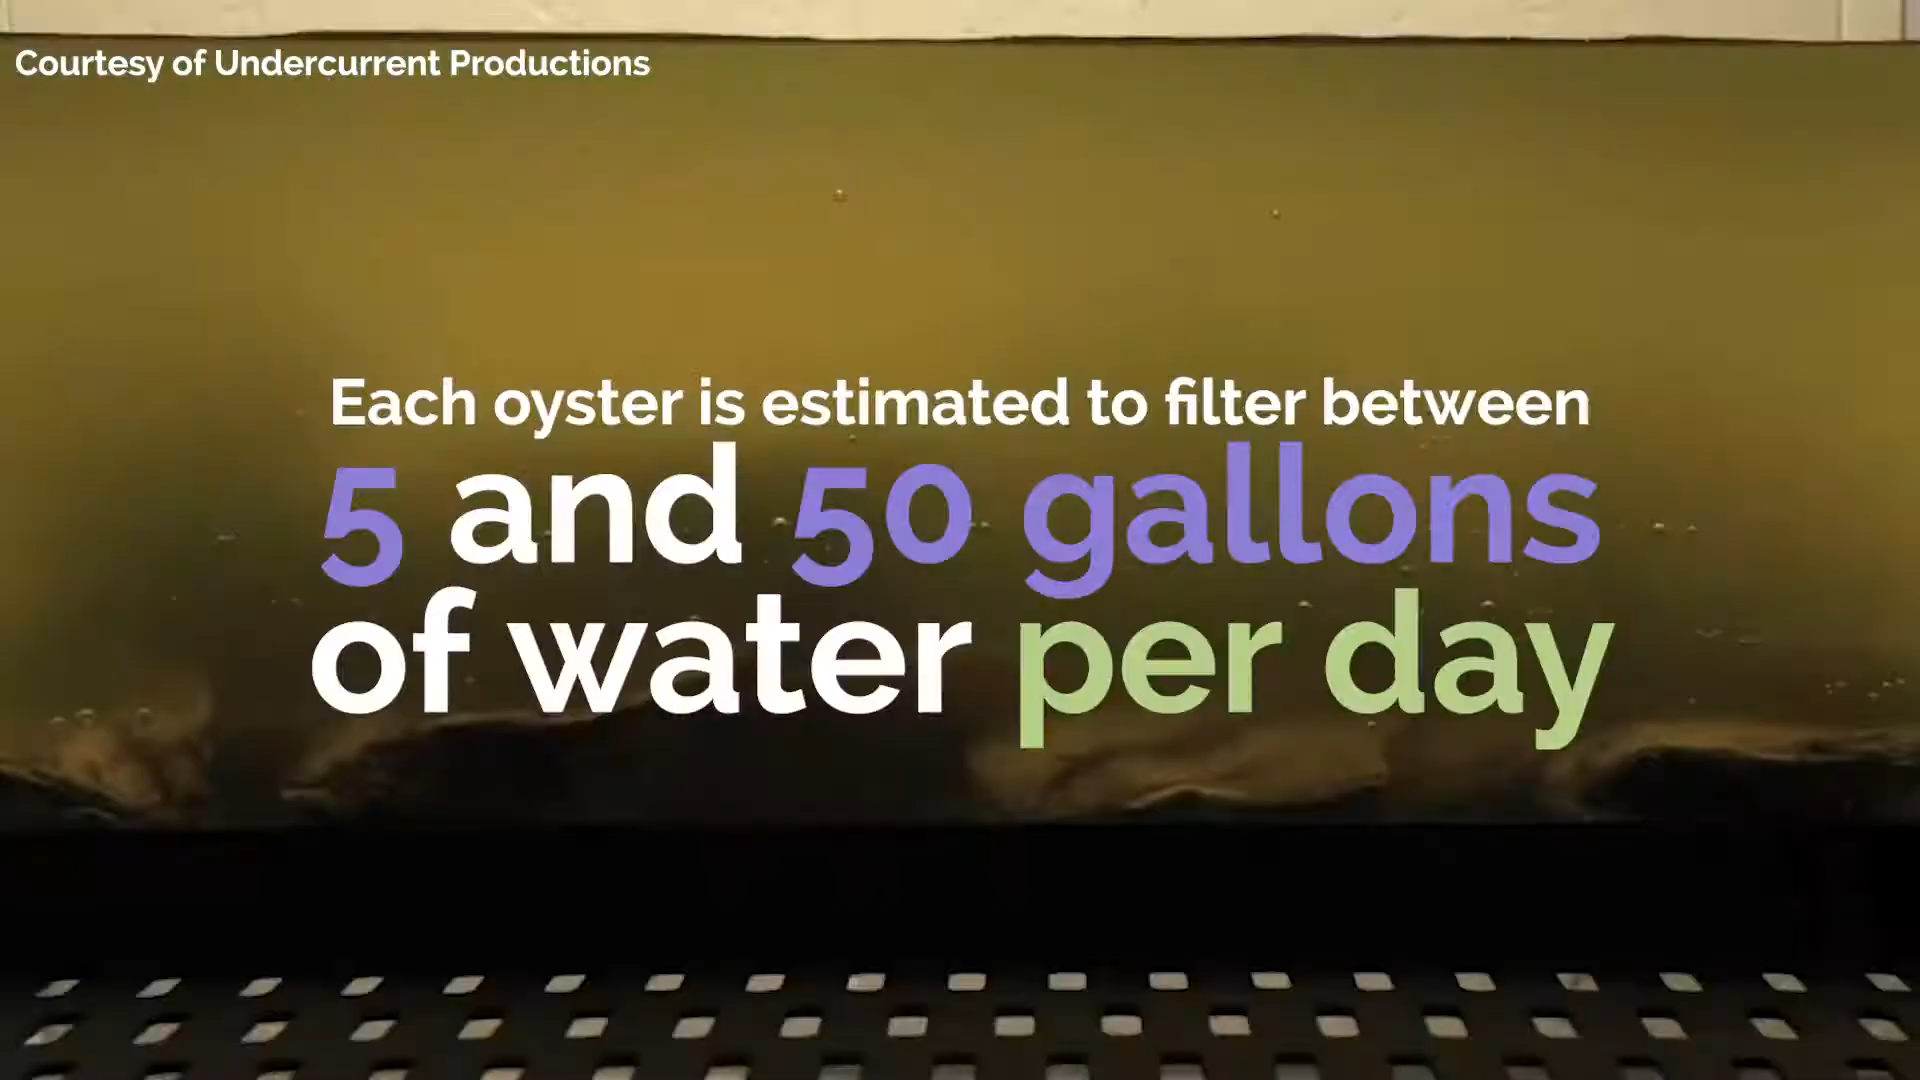 Courtesy of Undercurrent Productions
Each oyster is estimated to filter between
5 and 50 gallons
of water per day